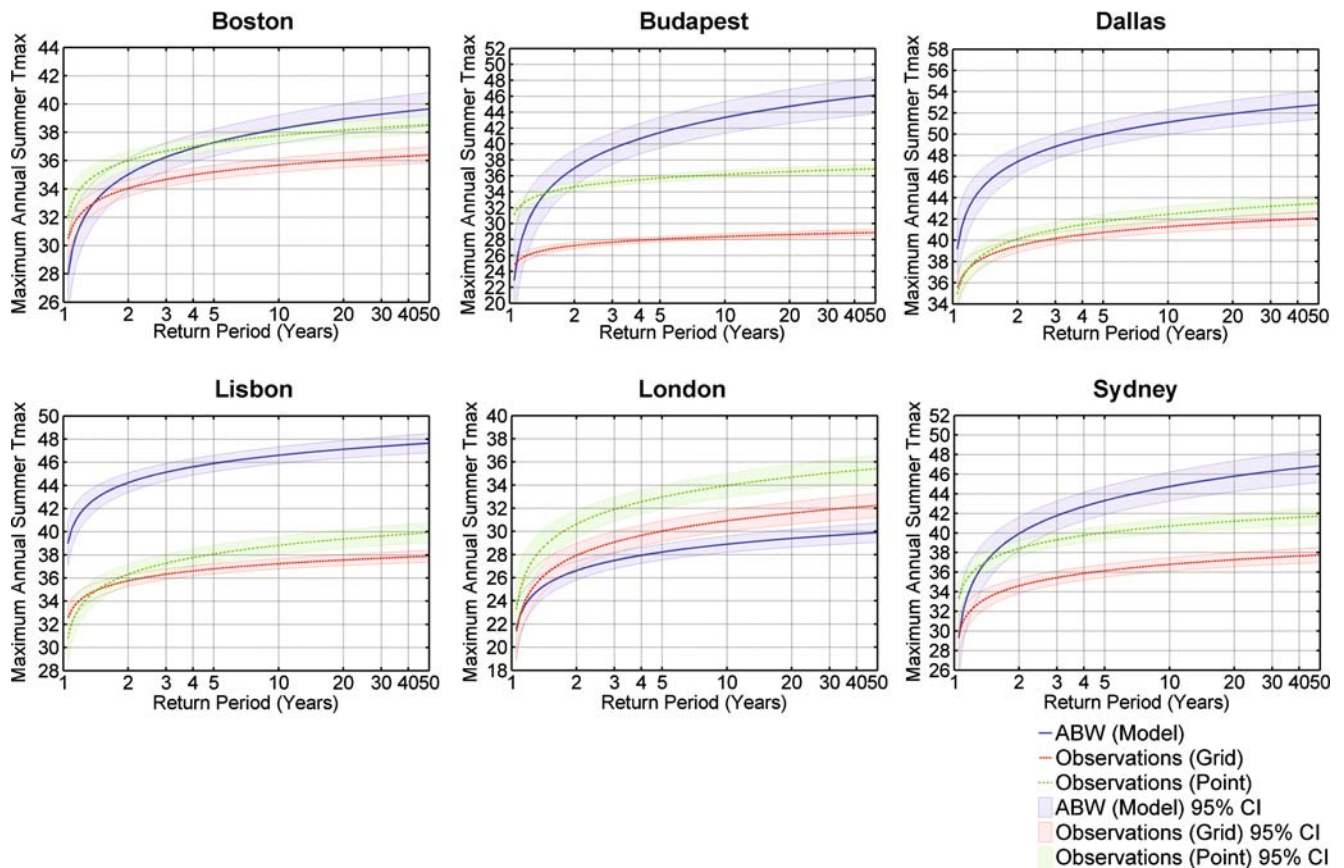 Boston
Maximum Annual Summer Tmax
44
42
40
38
36
34
32
30
28
26
1 2 3 4 5 10 20 30 4050
Return Period (Years)
Budapest
Maximum Annual Summer Tmax
52
50
48
46
44
42
40
38
36
34
32
30
28
26
24
22
20
1 2 3 4 5 10 20 30 4050
Return Period (Years)
Dallas
Maximum Annual Summer Tmax
58
56
54
52
50
48
46
44
42
40
38
36
34
1 2 3 4 5 10 20 30 4050
Return Period (Years)
Lisbon
Maximum Annual Summer Tmax
50
48
46
44
42
40
38
36
34
32
30
28
1 2 3 4 5 10 20 30 4050
Return Period (Years)
London
Maximum Annual Summer Tmax
40
38
36
34
32
30
28
26
24
22
20
18
1 2 3 4 5 10 20 30 4050
Return Period (Years)
Sydney
Maximum Annual Summer Tmax
52
50
48
46
44
42
40
38
36
34
32
30
28
26
1 2 3 4 5 10 20 30 4050
Return Period (Years)
ABW (Model)
Observations (Grid)
Observations (Point)
ABW (Model) 95% CI
Observations (Grid) 95% CI
Observations (Point) 95% CI